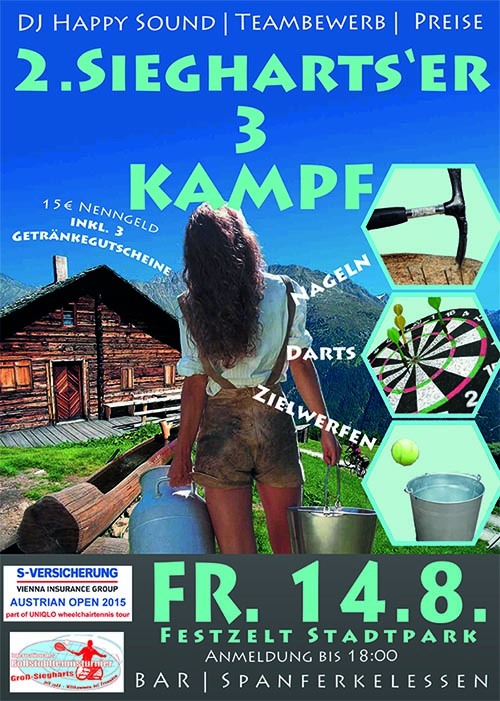 DJ Happy Sound | Teambewerb | Preise
2. Siegharts'er
3
Kampf
15€ Nenngeld
inkl. 3
Getränkegutscheine
Nageln
Darts
Zielwerfen
S-VERSICHERUNG
VIENNA INSURANCE GROUP
AUSTRIAN OPEN 2015
part of UNIQLO wheelchairtennis tour
Rollstuhltennisturnier
Groß-Siegharts
FR. 14.8.
Festzelt Stadtpark
Anmeldung bis 18:00
Bar | Spanferkelessen